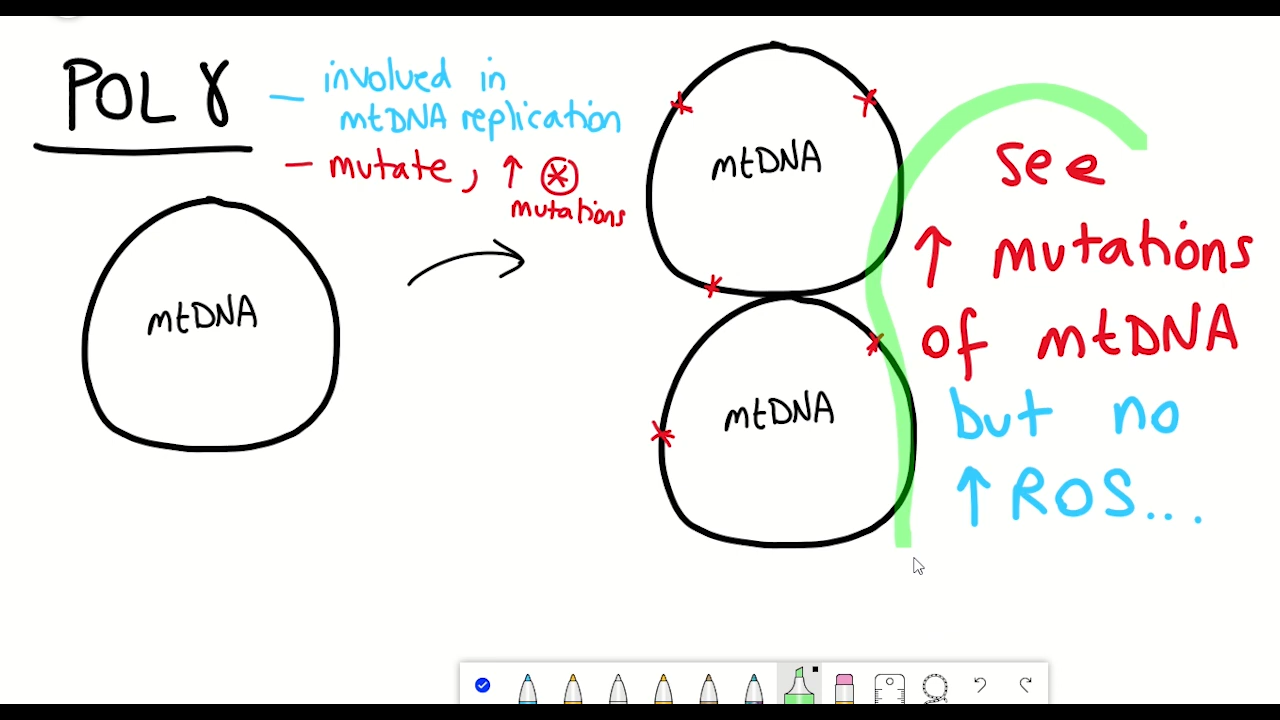 POL γ
– involved in
mtDNA replication
– mutate, ↑ ⊛
mutations
mtDNA
mtDNA
mtDNA
see
↑ mutations
of mtDNA
but no
↑ ROS...